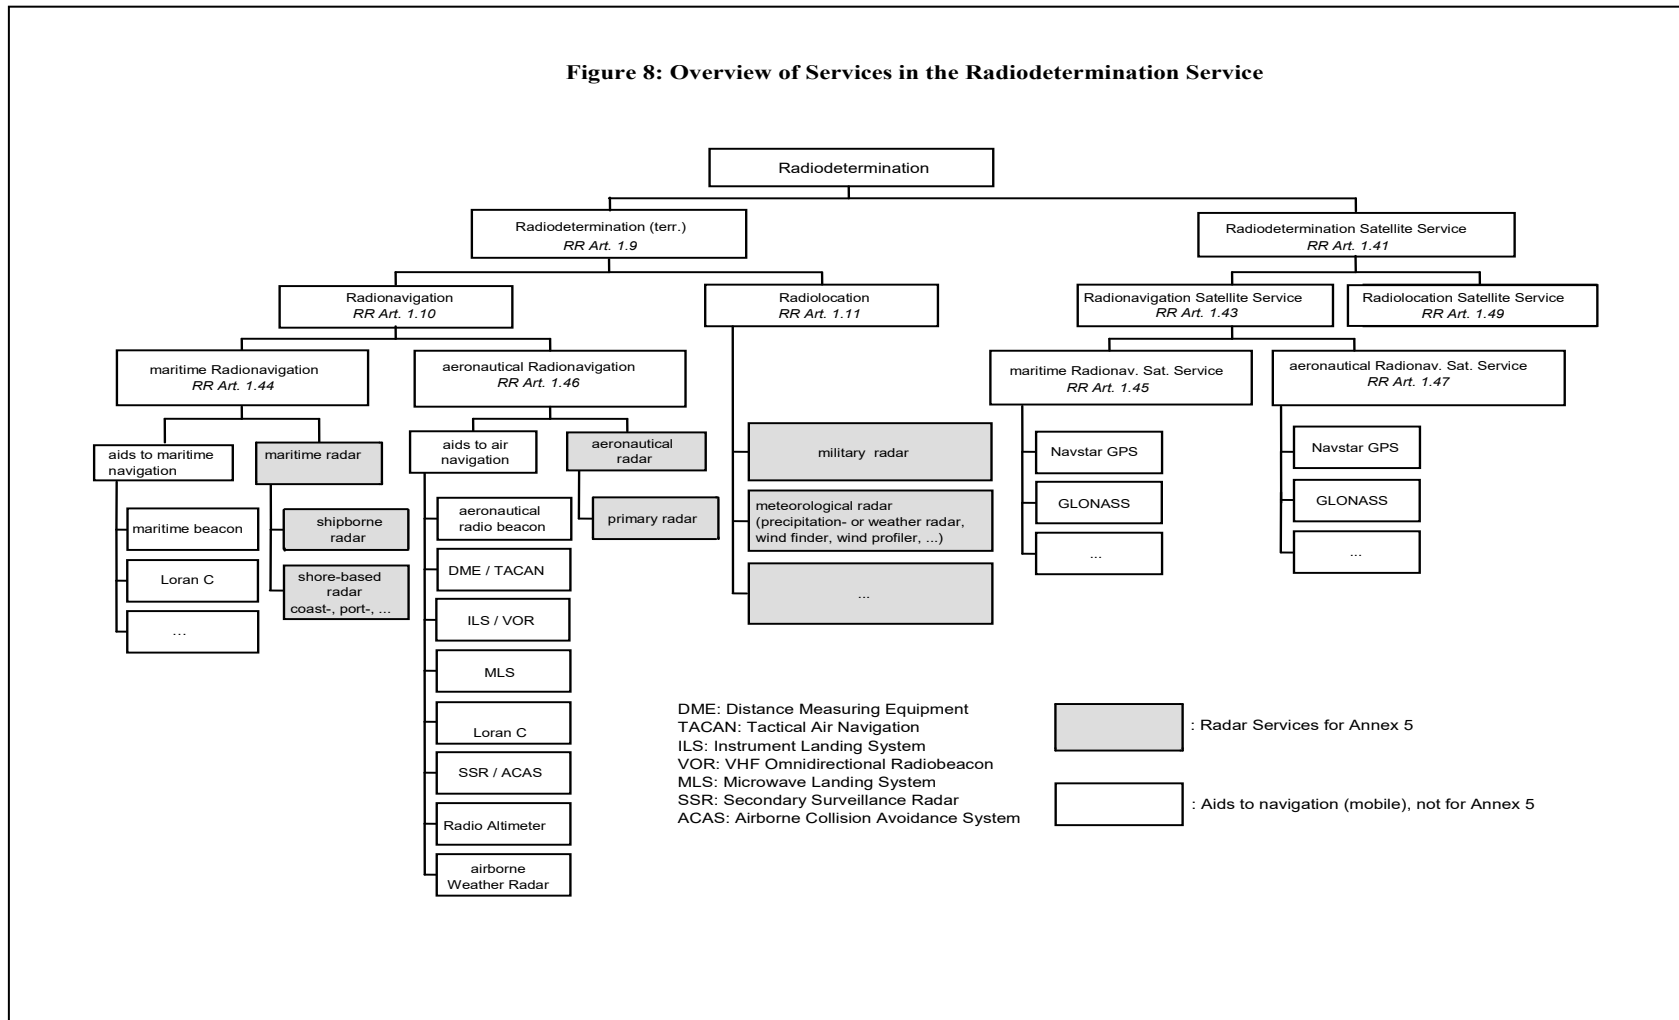 Figure 8: Overview of Services in the Radiodetermination Service
Radiodetermination
Radiodetermination (terr.)
RR Art. 1.9
Radiodetermination Satellite Service
RR Art. 1.41
Radionavigation
RR Art. 1.10
Radiolocation
RR Art. 1.11
Radionavigation Satellite Service
RR Art. 1.43
Radiolocation Satellite Service
RR Art. 1.49
maritime Radionavigation
RR Art. 1.44
aeronautical Radionavigation
RR Art. 1.46
maritime Radionav. Sat. Service
RR Art. 1.45
aeronautical Radionav. Sat. Service
RR Art. 1.47
aids to maritime
navigation
maritime radar
aids to air
navigation
aeronautical
radar
maritime beacon
Loran C
...
shipborne
radar
shore-based
radar
coast-, port-, ...
aeronautical
radio beacon
DME / TACAN
ILS / VOR
MLS
Loran C
SSR / ACAS
Radio Altimeter
airborne
Weather Radar
primary radar
military radar
meteorological radar
(precipitation- or weather radar,
wind finder, wind profiler, ...)
...
Navstar GPS
GLONASS
...
Navstar GPS
GLONASS
...
DME: Distance Measuring Equipment
TACAN: Tactical Air Navigation
ILS: Instrument Landing System
VOR: VHF Omnidirectional Radiobeacon
MLS: Microwave Landing System
SSR: Secondary Surveillance Radar
ACAS: Airborne Collision Avoidance System
: Radar Services for Annex 5
: Aids to navigation (mobile), not for Annex 5